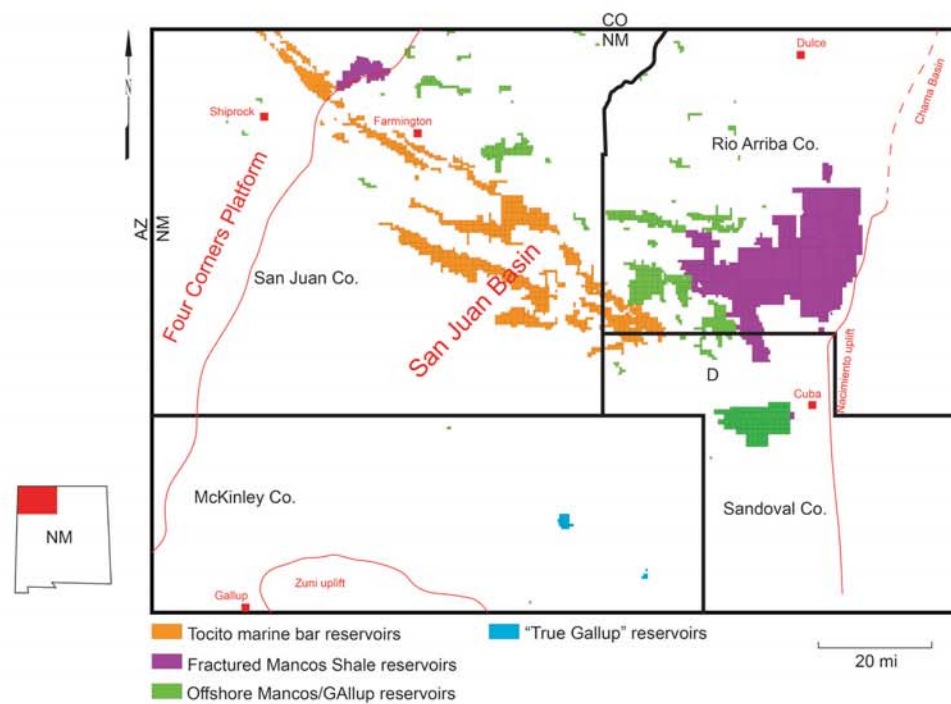 CO
NM
Dulce
N
Chama Basin
Shiprock
Farmington
Rio Arriba Co.
Four Corners Platform
AZ
NM
San Juan Co.
San Juan Basin
D
Nacimiento uplift
Cuba
McKinley Co.
Sandoval Co.
NM
Zuni uplift
Gallup
Tocito marine bar reservoirs
"True Gallup" reservoirs
Fractured Mancos Shale reservoirs
20 mi
Offshore Mancos/GAllup reservoirs